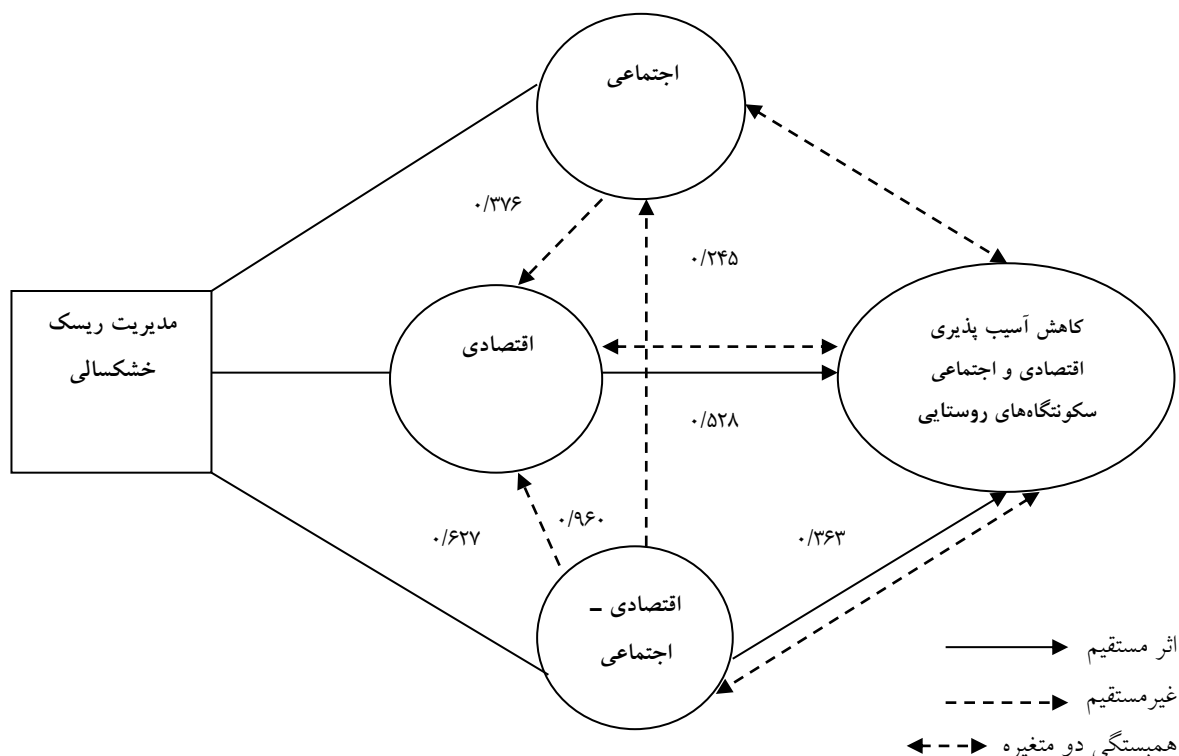 اجتماعی
۰/۳۷۶
۰/۲۴۵
مدیریت ریسک
خشکسالی
اقتصادی
کاهش آسیب پذیری
اقتصادی و اجتماعی
سکونتگاه‌های روستایی
۰/۵۲۸
۰/۶۲۷
۰/۹۶۰
۰/۳۶۳
اقتصادی –
اجتماعی
اثر مستقیم
غیرمستقیم
همبستگی دو متغیره